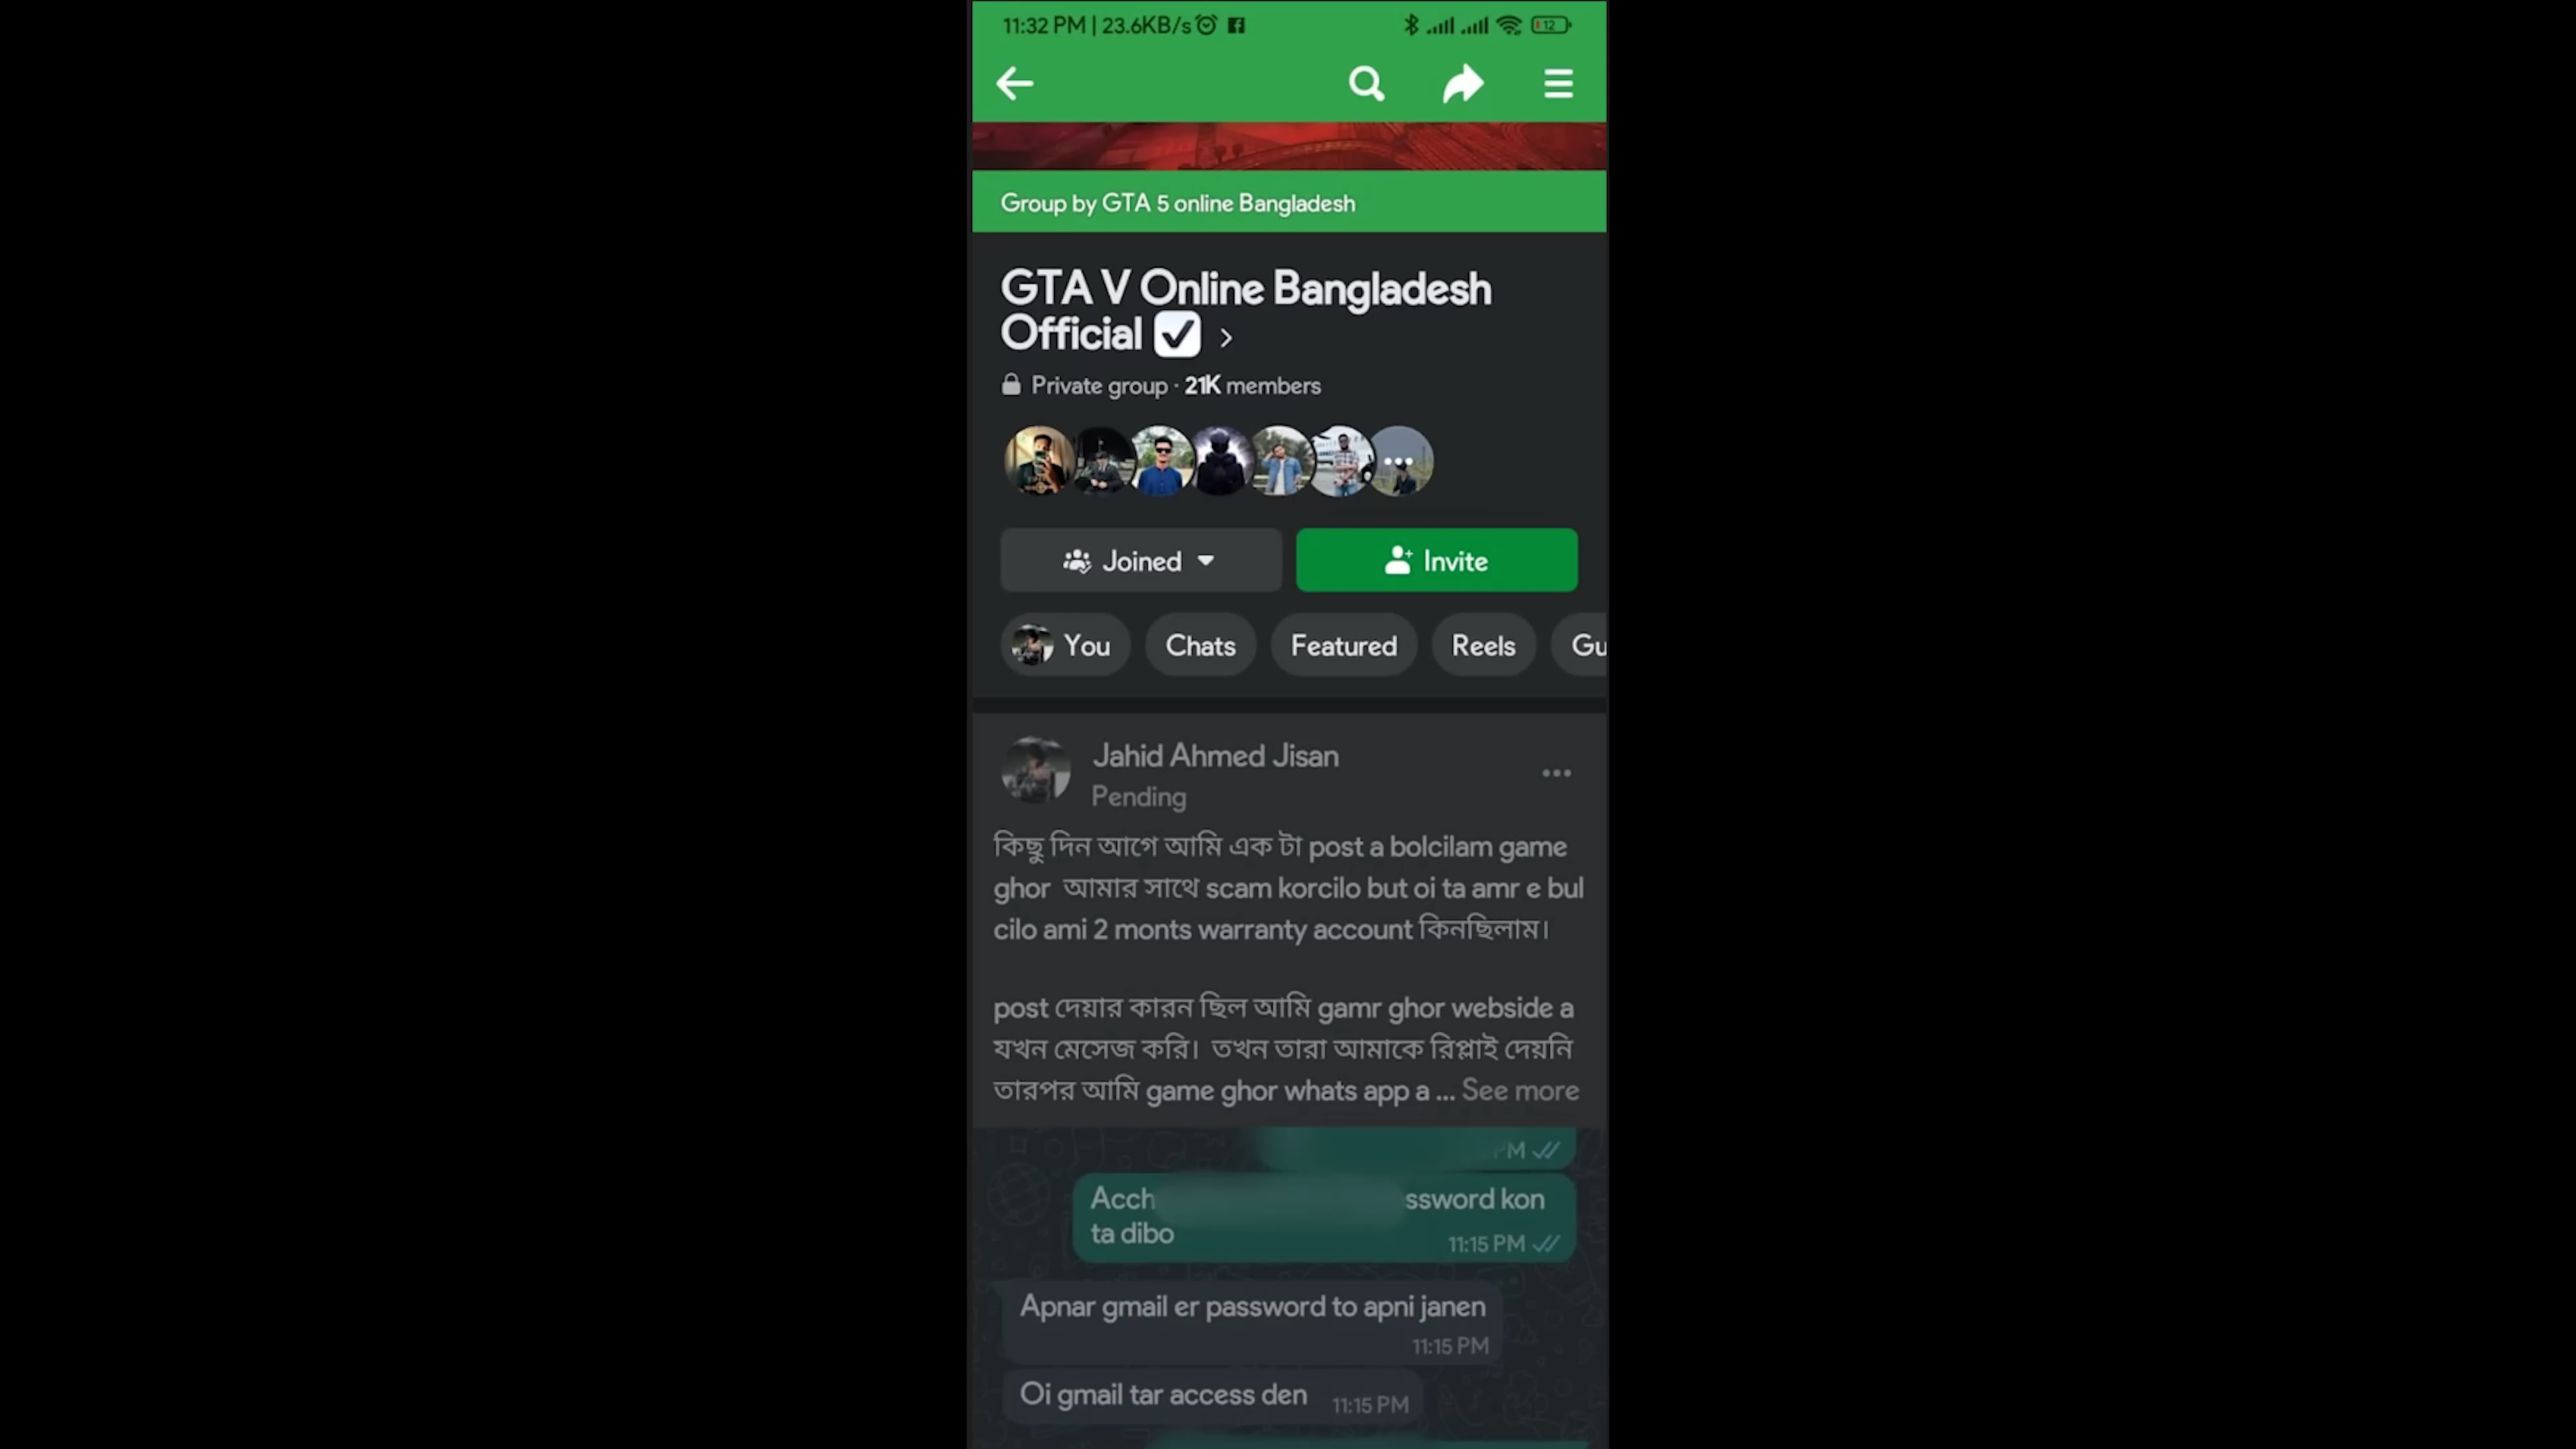 11:32 PM | 23.6KB/s
12
Group by GTA 5 online Bangladesh
GTA V Online Bangladesh
Official
Private group · 21K members
Joined
Invite
You
Chats
Featured
Reels
Gu
Jahid Ahmed Jisan
Pending
কিছু দিন আগে আমি এক টা post a bolcilam game
ghor আমার সাথে scam korcilo but oi ta amr e bul
cilo ami 2 monts warranty account কিনছিলাম।
post দেয়ার কারন ছিল আমি gamr ghor webside a
যখন মেসেজ করি। তখন তারা আমাকে রিপ্লাই দেয়নি
তারপর আমি game ghor whats app a ... See more
PM
Acch ssword kon
ta dibo
11:15 PM
Apnar gmail er password to apni janen
11:15 PM
Oi gmail tar access den 11:15 PM